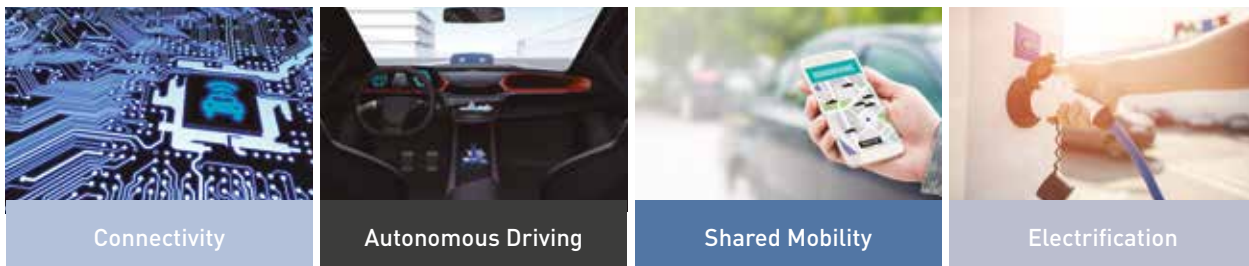 Connectivity
Autonomous Driving
Shared Mobility
Electrification